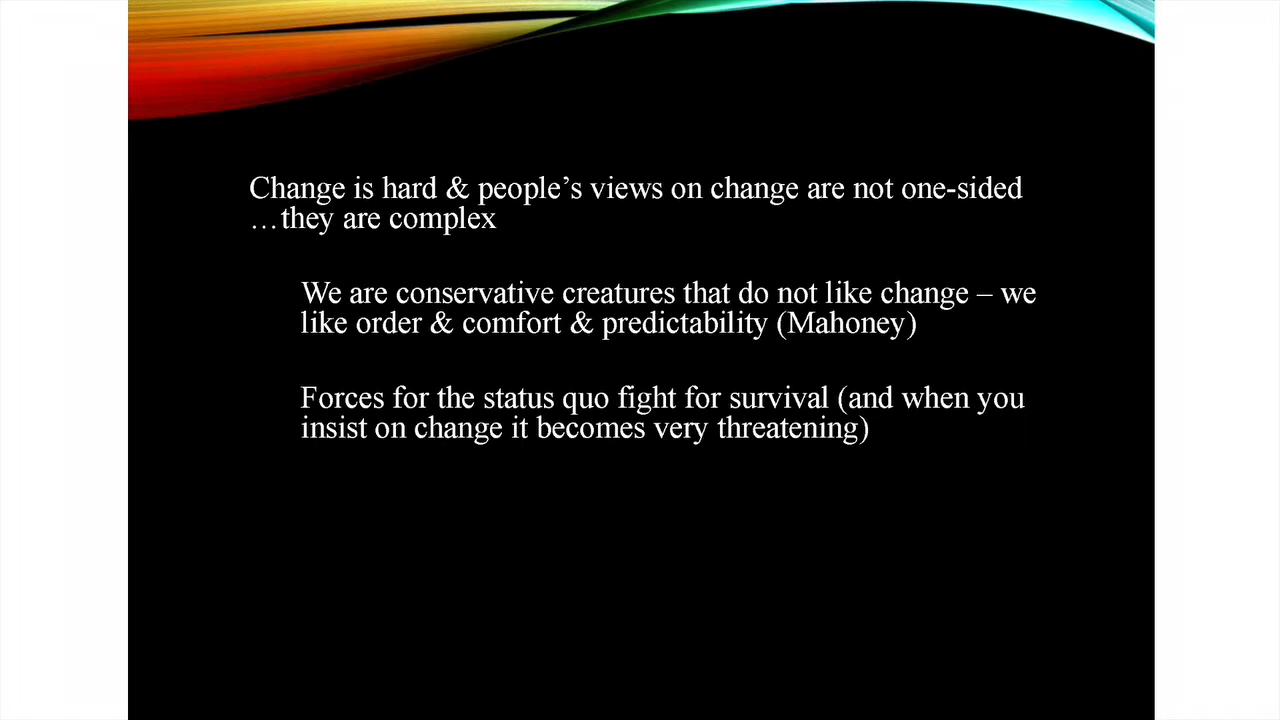 Change is hard & people’s views on change are not one-sided
…they are complex
We are conservative creatures that do not like change – we
like order & comfort & predictability (Mahoney)
Forces for the status quo fight for survival (and when you
insist on change it becomes very threatening)